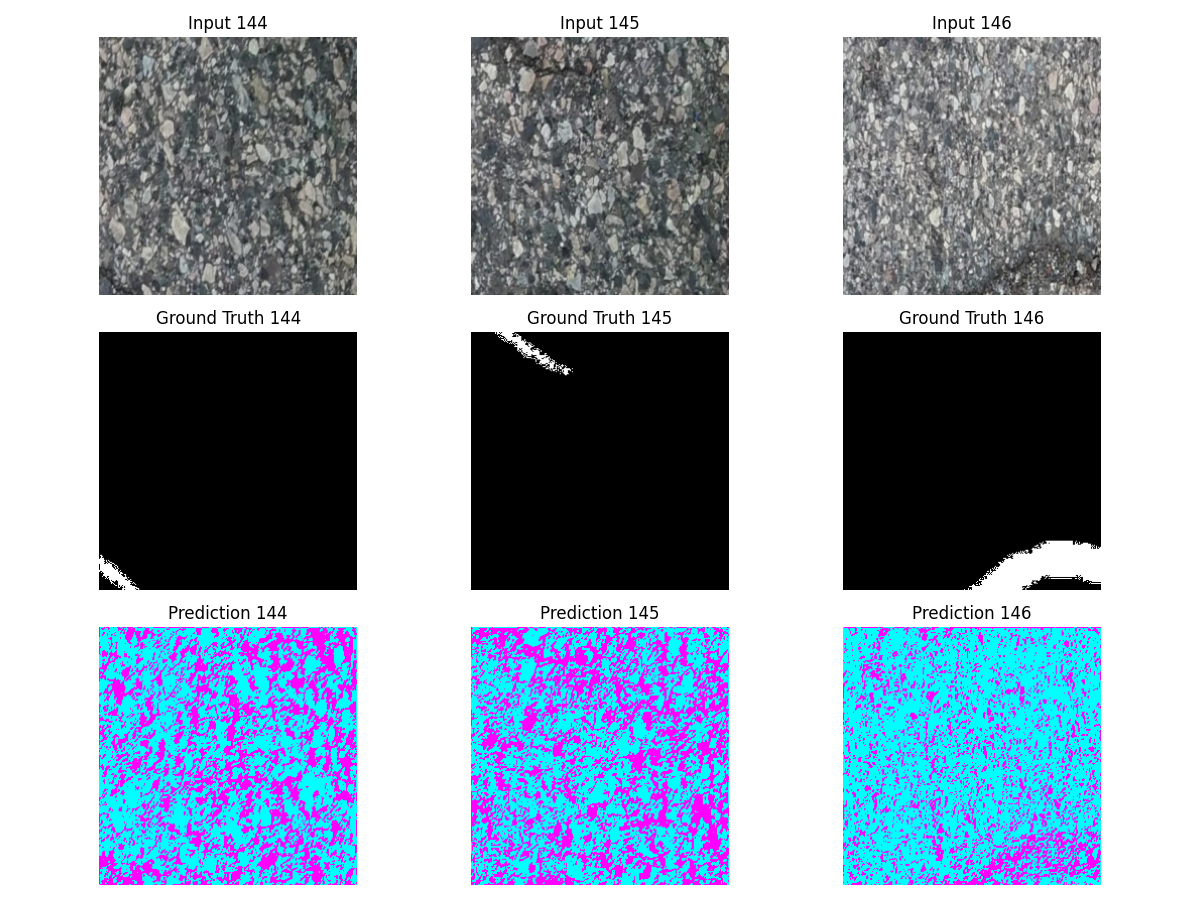 Input 144
Input 145
Input 146
Ground Truth 144
Ground Truth 145
Ground Truth 146
Prediction 144
Prediction 145
Prediction 146